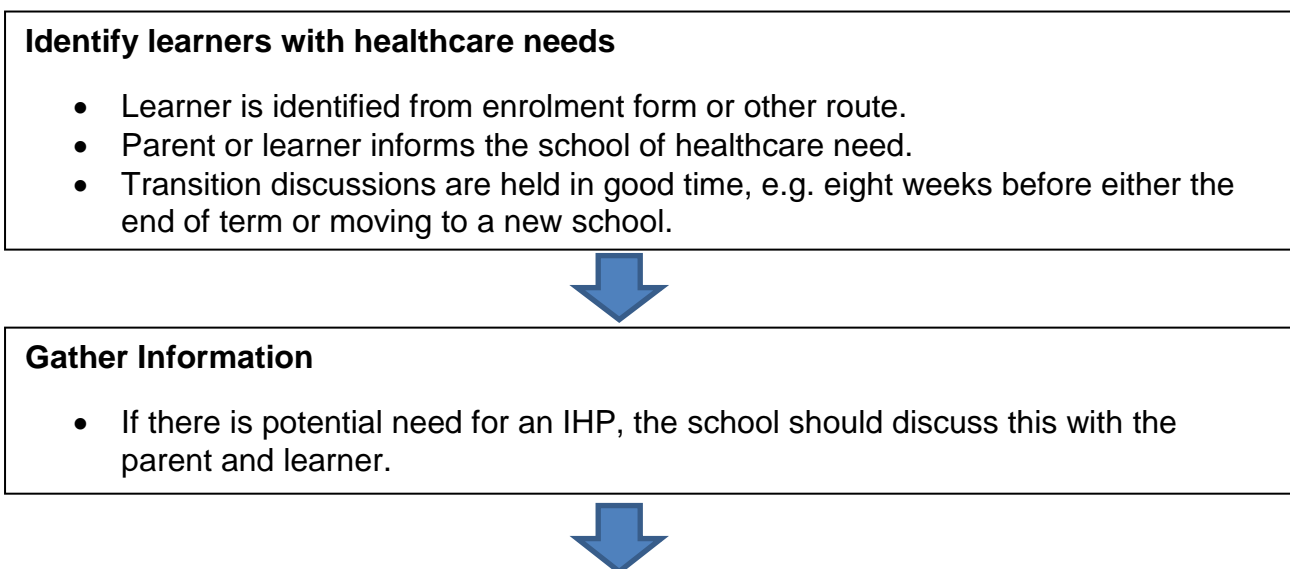 Identify learners with healthcare needs
• Learner is identified from enrolment form or other route.
• Parent or learner informs the school of healthcare need.
• Transition discussions are held in good time, e.g. eight weeks before either the
end of term or moving to a new school.
Gather Information
• If there is potential need for an IHP, the school should discuss this with the
parent and learner.